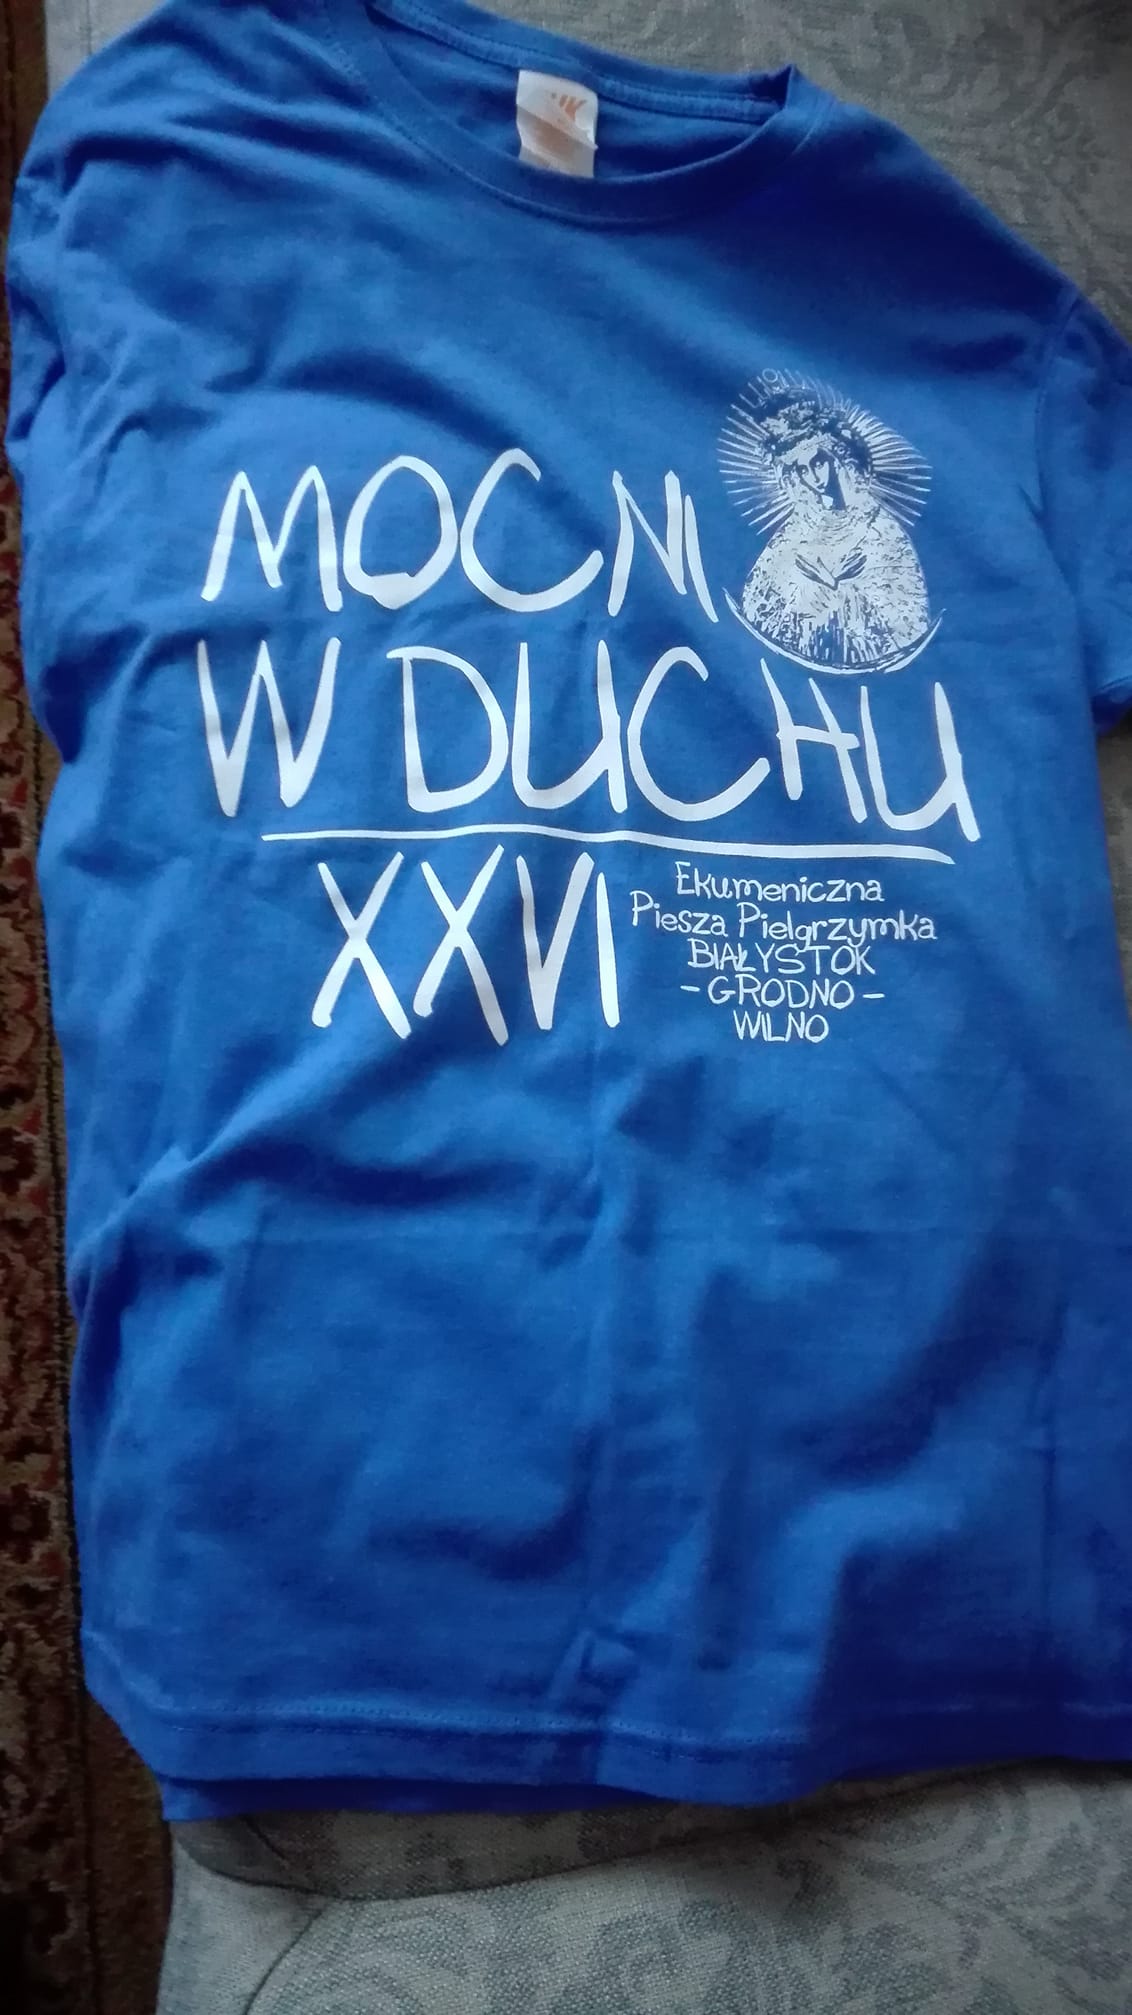 MOCNI
W DUCHU
XXVI
Ekumeniczna
Piesza Pielgrzymka
BIAŁYSTOK
- GRODNO -
WILNO